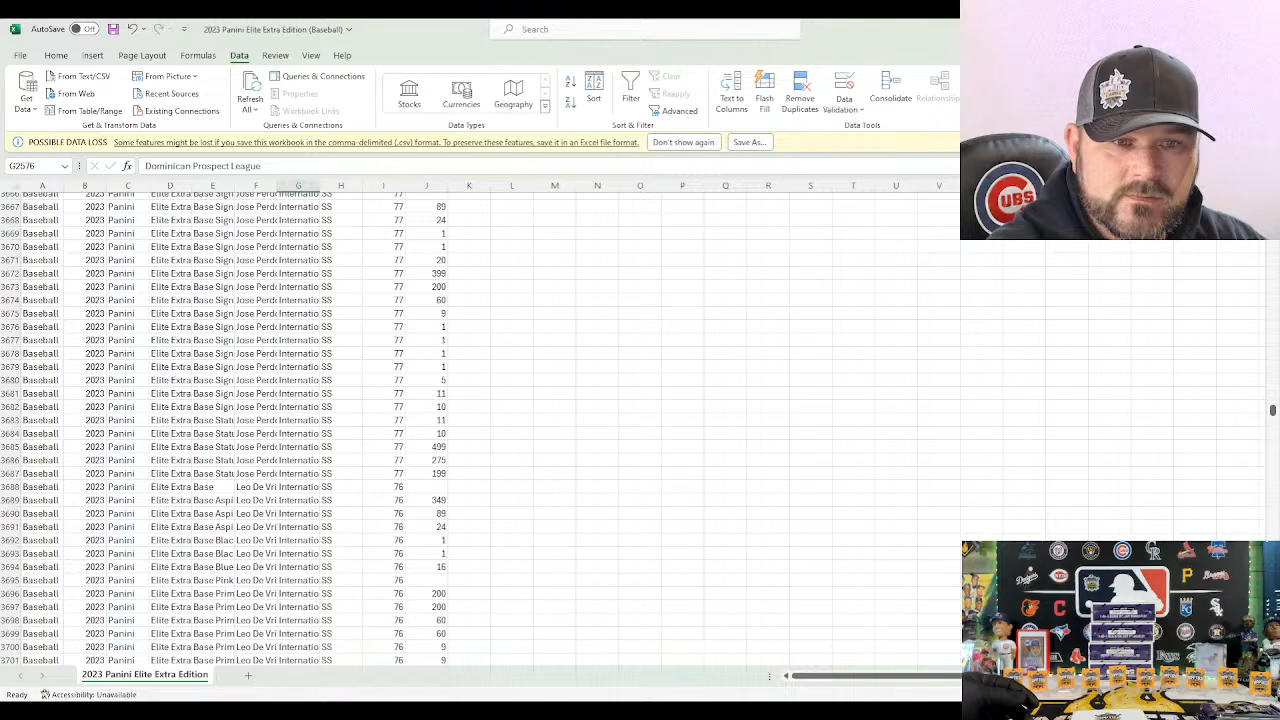 AutoSave Off 2023 Panini Elite Extra Edition (Baseball) Search
File Home Insert Page Layout Formulas Data Review View Help
Get Data
From Text/CSV
From Web
From Table/Range
From Picture
Recent Sources
Existing Connections
Get & Transform Data
Refresh All
Queries & Connections
Properties
Workbook Links
Queries & Connections
Stocks Currencies Geography
Data Types
Sort Filter
Clear
Reapply
Advanced
Sort & Filter
Text to Columns
Flash Fill
Remove Duplicates
Data Validation
Consolidate
Relationship
Data Tools
POSSIBLE DATA LOSS Some features might be lost if you save this workbook in the comma-delimited (.csv) format. To preserve these features, save it in an Excel file format. Don't show again Save As...
G2576 fx Dominican Prospect League
A B C D E F G H I J K L M N O P Q R S T U V
3666 Baseball 2023 Panini Elite Extra Base Sign Jose Perd Internatio SS 77
3667 Baseball 2023 Panini Elite Extra Base Sign Jose Perd Internatio SS 77 89
3668 Baseball 2023 Panini Elite Extra Base Sign Jose Perd Internatio SS 77 24
3669 Baseball 2023 Panini Elite Extra Base Sign Jose Perd Internatio SS 77 1
3670 Baseball 2023 Panini Elite Extra Base Sign Jose Perd Internatio SS 77 1
3671 Baseball 2023 Panini Elite Extra Base Sign Jose Perd Internatio SS 77 20
3672 Baseball 2023 Panini Elite Extra Base Sign Jose Perd Internatio SS 77 399
3673 Baseball 2023 Panini Elite Extra Base Sign Jose Perd Internatio SS 77 200
3674 Baseball 2023 Panini Elite Extra Base Sign Jose Perd Internatio SS 77 60
3675 Baseball 2023 Panini Elite Extra Base Sign Jose Perd Internatio SS 77 9
3676 Baseball 2023 Panini Elite Extra Base Sign Jose Perd Internatio SS 77 1
3677 Baseball 2023 Panini Elite Extra Base Sign Jose Perd Internatio SS 77 1
3678 Baseball 2023 Panini Elite Extra Base Sign Jose Perd Internatio SS 77 1
3679 Baseball 2023 Panini Elite Extra Base Sign Jose Perd Internatio SS 77 1
3680 Baseball 2023 Panini Elite Extra Base Sign Jose Perd Internatio SS 77 5
3681 Baseball 2023 Panini Elite Extra Base Sign Jose Perd Internatio SS 77 11
3682 Baseball 2023 Panini Elite Extra Base Sign Jose Perd Internatio SS 77 10
3683 Baseball 2023 Panini Elite Extra Base Statu Jose Perd Internatio SS 77 11
3684 Baseball 2023 Panini Elite Extra Base Statu Jose Perd Internatio SS 77 10
3685 Baseball 2023 Panini Elite Extra Base Statu Jose Perd Internatio SS 77 499
3686 Baseball 2023 Panini Elite Extra Base Statu Jose Perd Internatio SS 77 275
3687 Baseball 2023 Panini Elite Extra Base Statu Jose Perd Internatio SS 77 199
3688 Baseball 2023 Panini Elite Extra Base Leo De Vri Internatio SS 76
3689 Baseball 2023 Panini Elite Extra Base Aspi Leo De Vri Internatio SS 76 349
3690 Baseball 2023 Panini Elite Extra Base Aspi Leo De Vri Internatio SS 76 89
3691 Baseball 2023 Panini Elite Extra Base Aspi Leo De Vri Internatio SS 76 24
3692 Baseball 2023 Panini Elite Extra Base Blac Leo De Vri Internatio SS 76 1
3693 Baseball 2023 Panini Elite Extra Base Blac Leo De Vri Internatio SS 76 1
3694 Baseball 2023 Panini Elite Extra Base Blue Leo De Vri Internatio SS 76 16
3695 Baseball 2023 Panini Elite Extra Base Pink Leo De Vri Internatio SS 76
3696 Baseball 2023 Panini Elite Extra Base Prim Leo De Vri Internatio SS 76 200
3697 Baseball 2023 Panini Elite Extra Base Prim Leo De Vri Internatio SS 76 200
3698 Baseball 2023 Panini Elite Extra Base Prim Leo De Vri Internatio SS 76 60
3699 Baseball 2023 Panini Elite Extra Base Prim Leo De Vri Internatio SS 76 60
3700 Baseball 2023 Panini Elite Extra Base Prim Leo De Vri Internatio SS 76 9
3701 Baseball 2023 Panini Elite Extra Base Prim Leo De Vri Internatio SS 76 9
2023 Panini Elite Extra Edition
Ready Accessibility: Unavailable
CUBS